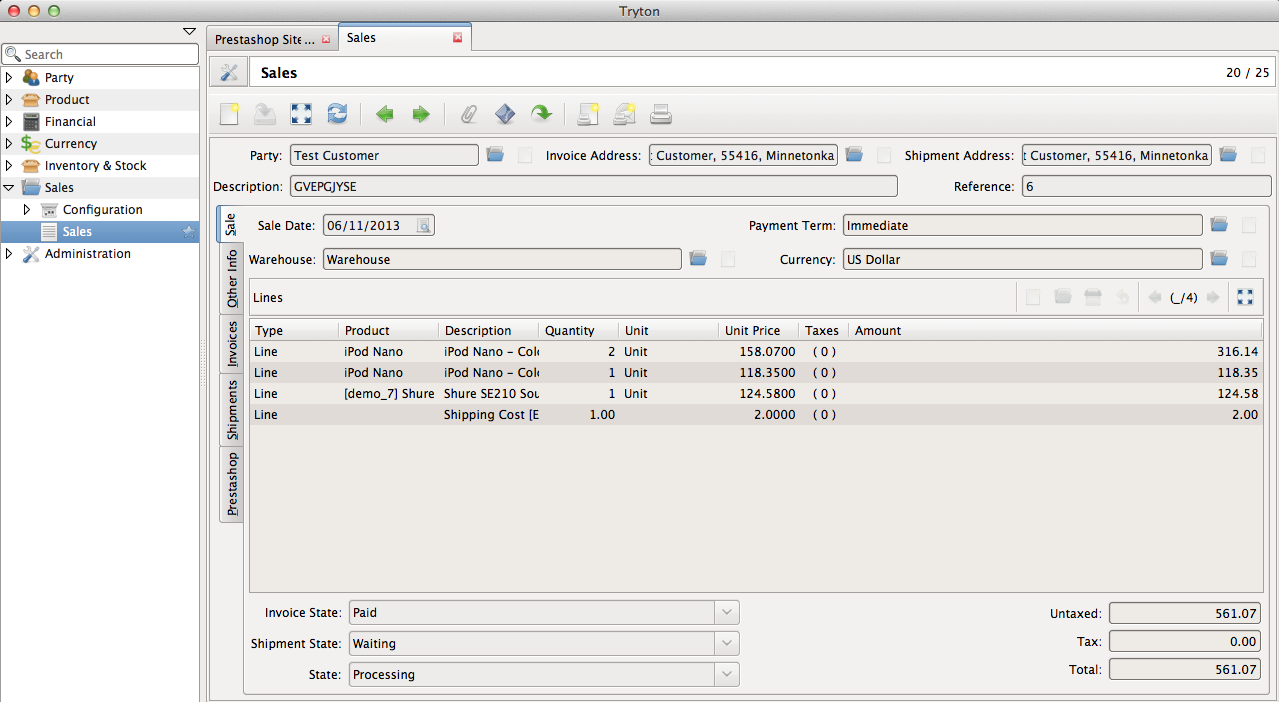 Tryton
Prestashop Site ...
Sales
Search
Sales
20 / 25
Party
Product
Financial
Currency
Inventory & Stock
Sales
Configuration
Sales
Administration
Party: Test Customer Invoice Address: : Customer, 55416, Minnetonka Shipment Address: t Customer, 55416, Minnetonka
Description: GVEPGJYSE Reference: 6
Sale
Other Info
Invoices
Shipments
Prestashop
Sale Date: 06/11/2013 Payment Term: Immediate
Warehouse: Warehouse Currency: US Dollar
Lines (_/4)
Type Product Description Quantity Unit Unit Price Taxes Amount
Line iPod Nano iPod Nano – Cold 2 Unit 158.0700 ( 0 ) 316.14
Line iPod Nano iPod Nano – Cold 1 Unit 118.3500 ( 0 ) 118.35
Line [demo_7] Shure Shure SE210 Sou 1 Unit 124.5800 ( 0 ) 124.58
Line Shipping Cost [E 1.00 2.0000 ( 0 ) 2.00
Invoice State: Paid Untaxed: 561.07
Shipment State: Waiting Tax: 0.00
State: Processing Total: 561.07